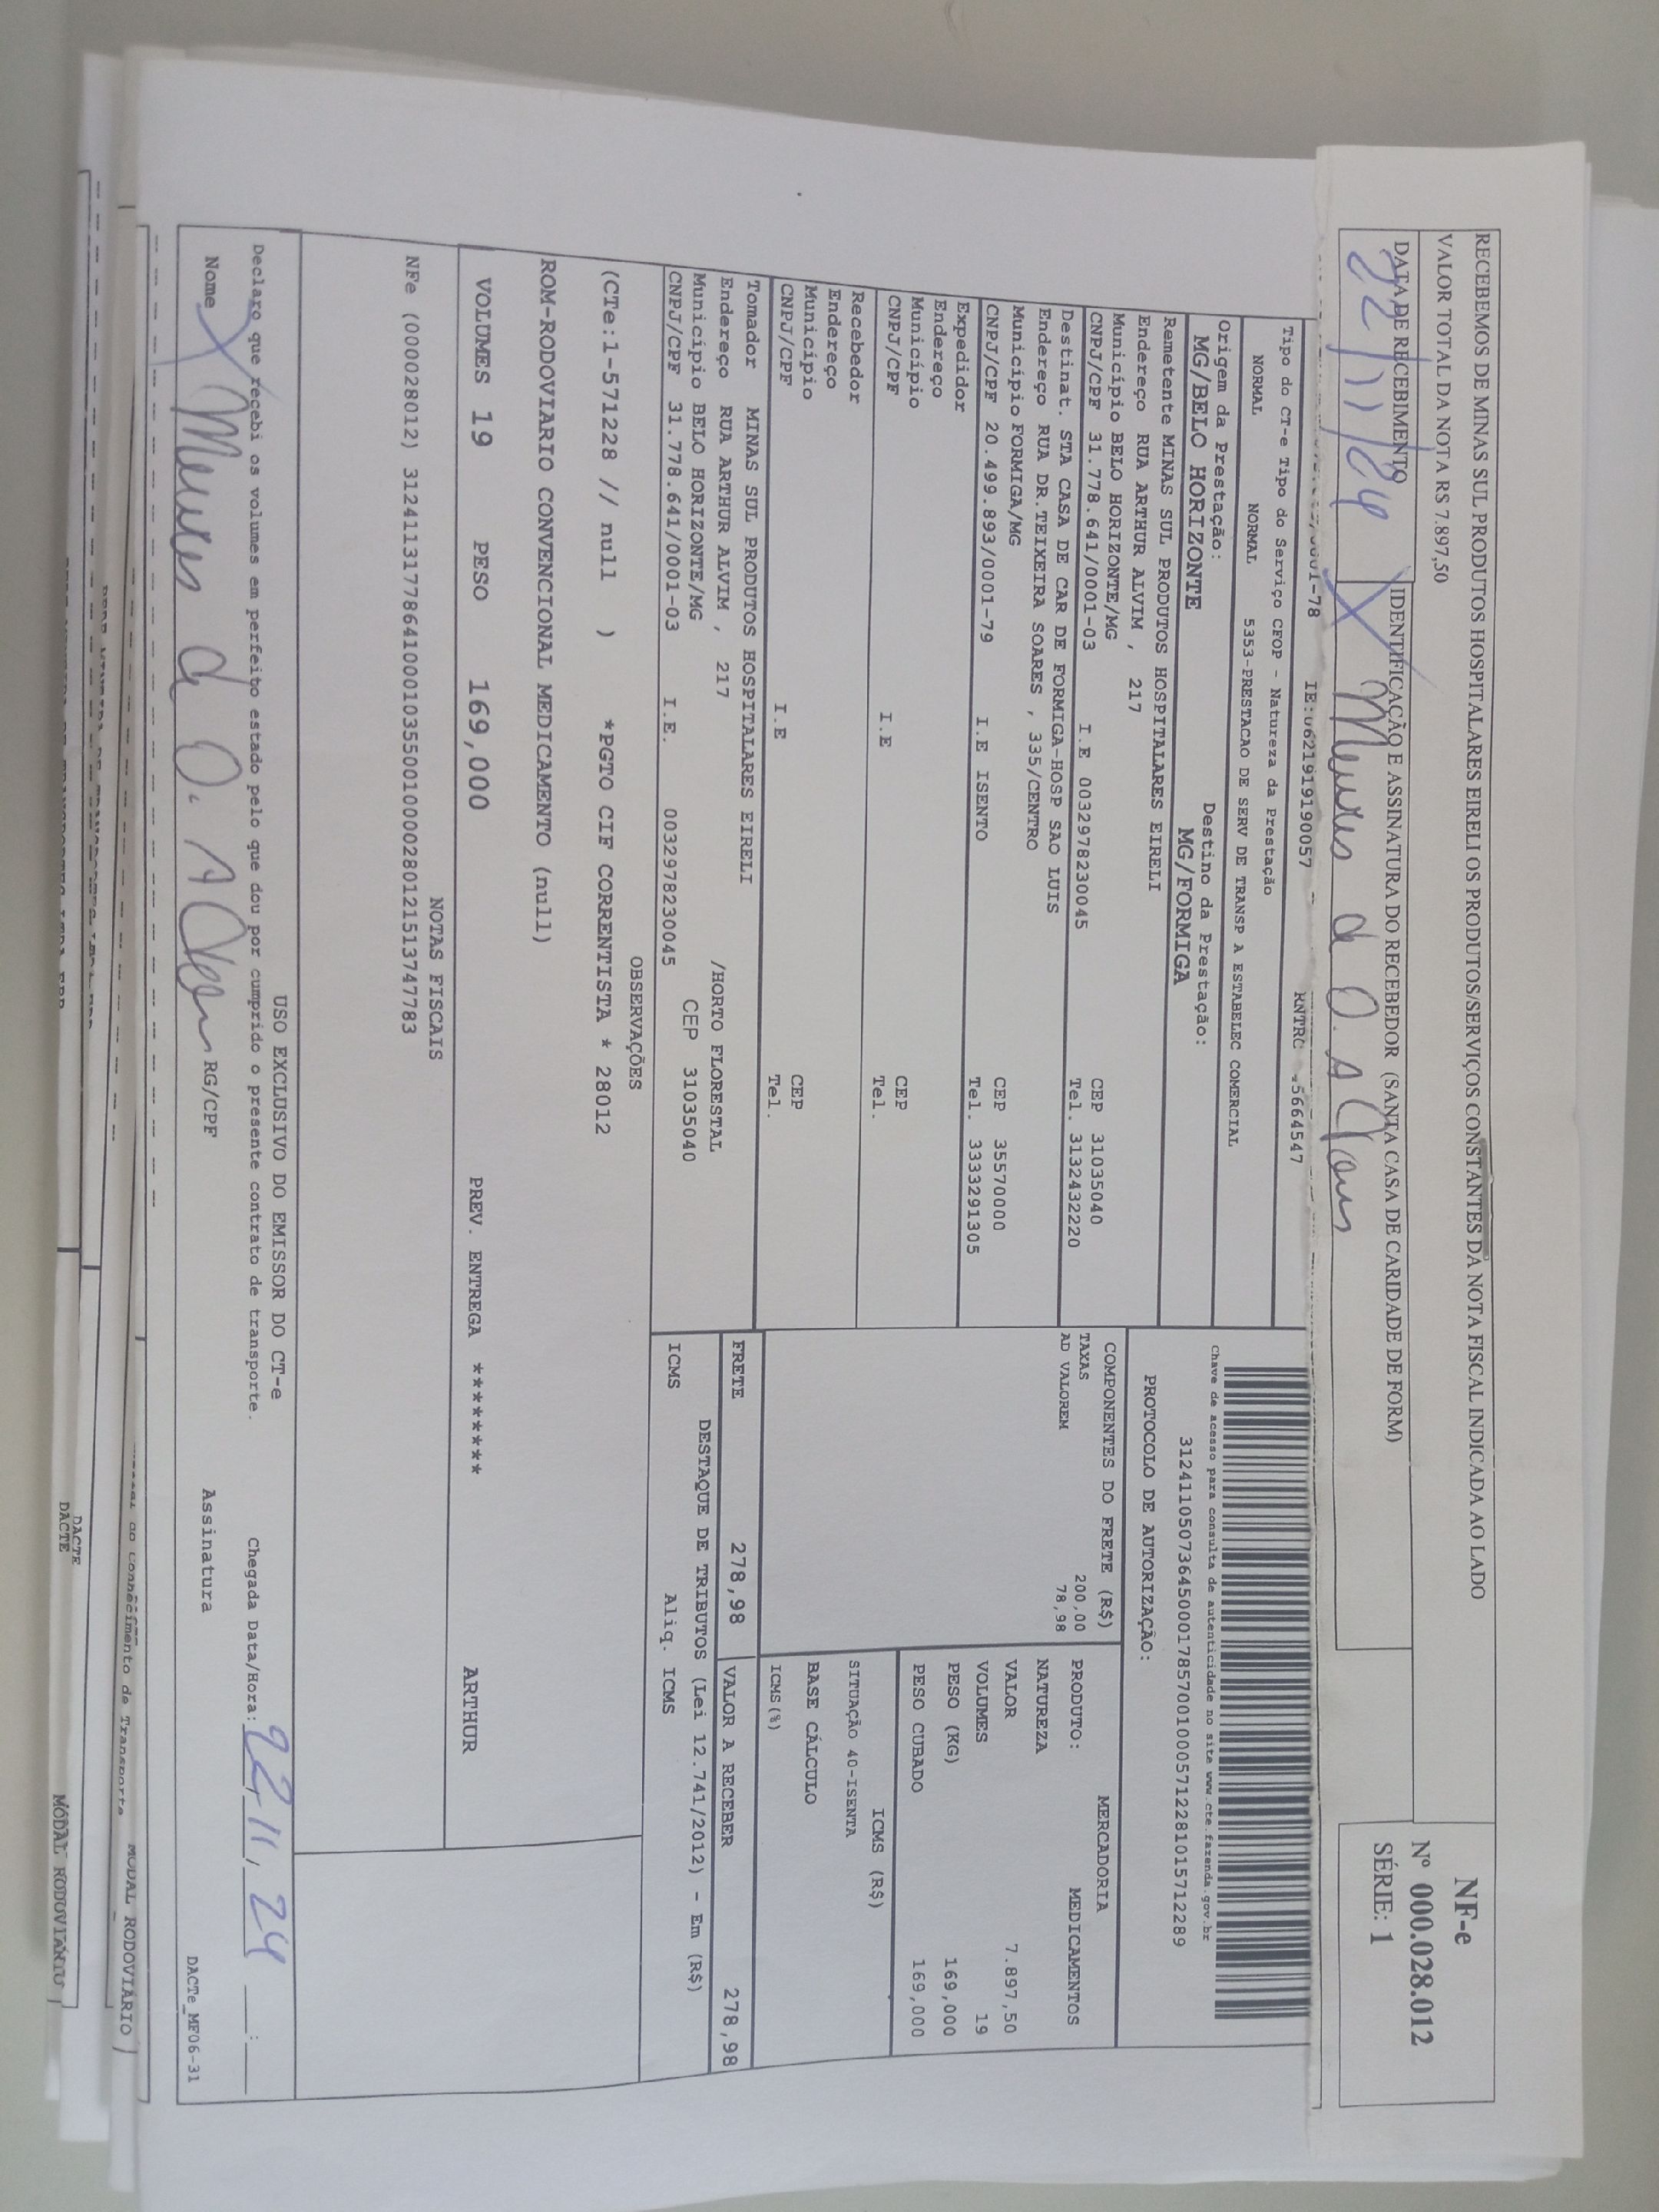 RECEBEMOS DE MINAS SUL PRODUTOS HOSPITALARES EIRELI OS PRODUTOS/SERVIÇOS CONSTANTES DA NOTA FISCAL INDICADA AO LADO
VALOR TOTAL DA NOTA R$ 7.897,50
DATA DE RECEBIMENTO
22/11/24
IDENTIFICAÇÃO E ASSINATURA DO RECEBEDOR (SANTA CASA DE CARIDADE DE FORM)
NF-e
Nº 000.028.012
SÉRIE: 1
IE:0621919190057
RNTRC
5664547
Tipo do CT-e Tipo do Serviço CFOP - Natureza da Prestação
NORMAL NORMAL 5353-PRESTACAO DE SERV DE TRANSP A ESTABELEC COMERCIAL
Origem da Prestação: Destino da Prestação:
MG/BELO HORIZONTE MG/FORMIGA
Remetente MINAS SUL PRODUTOS HOSPITALARES EIRELI
Endereço RUA ARTHUR ALVIM , 217
Município BELO HORIZONTE/MG CEP 31035040
CNPJ/CPF 31.778.641/0001-03 I.E 0032978230045 Tel. 3132432220
Destinat. STA CASA DE CAR DE FORMIGA-HOSP SAO LUIS
Endereço RUA DR.TEIXEIRA SOARES , 335/CENTRO
Município FORMIGA/MG CEP 35570000
CNPJ/CPF 20.499.893/0001-79 I.E ISENTO Tel. 3333291305
Expedidor
Endereço
Município CEP
CNPJ/CPF I.E Tel.
Recebedor
Endereço
Município CEP
CNPJ/CPF I.E Tel.
Tomador MINAS SUL PRODUTOS HOSPITALARES EIRELI
Endereço RUA ARTHUR ALVIM , 217 /HORTO FLORESTAL
Município BELO HORIZONTE/MG CEP 31035040
CNPJ/CPF 31.778.641/0001-03 I.E. 0032978230045
Chave de acesso para consulta de autenticidade no site www.cte.fazenda.gov.br
31241105073645000178570010005712281015712289
PROTOCOLO DE AUTORIZAÇÃO:
COMPONENTES DO FRETE (R$)
TAXAS 200,00
AD VALOREM 78,98
MERCADORIA
PRODUTO: MEDICAMENTOS
NATUREZA
VALOR 7.897,50
VOLUMES 19
PESO (KG) 169,000
PESO CUBADO 169,000
ICMS (R$)
SITUAÇÃO 40-ISENTA
BASE CÁLCULO
ICMS(%)
FRETE 278,98 VALOR A RECEBER 278,98
DESTAQUE DE TRIBUTOS (Lei 12.741/2012) - Em (R$)
ICMS Aliq. ICMS
OBSERVAÇÕES
(CTe:1-571228 // null ) *PGTO CIF CORRENTISTA * 28012
ROM-RODOVIARIO CONVENCIONAL MEDICAMENTO (null)
VOLUMES 19 PESO 169,000 PREV. ENTREGA ******** ARTHUR
NOTAS FISCAIS
NFe (000028012) 31241131778641000103550010000280121513747783
USO EXCLUSIVO DO EMISSOR DO CT-e
Declaro que recebi os volumes em perfeito estado pelo que dou por cumprido o presente contrato de transporte. Chegada Data/Hora: 22/11/24 :
Nome RG/CPF Assinatura
DACTe_MF06-31
MODAL RODOVIÁRIO
DACTE
DACTE
MODAL RODOVIÁRIO